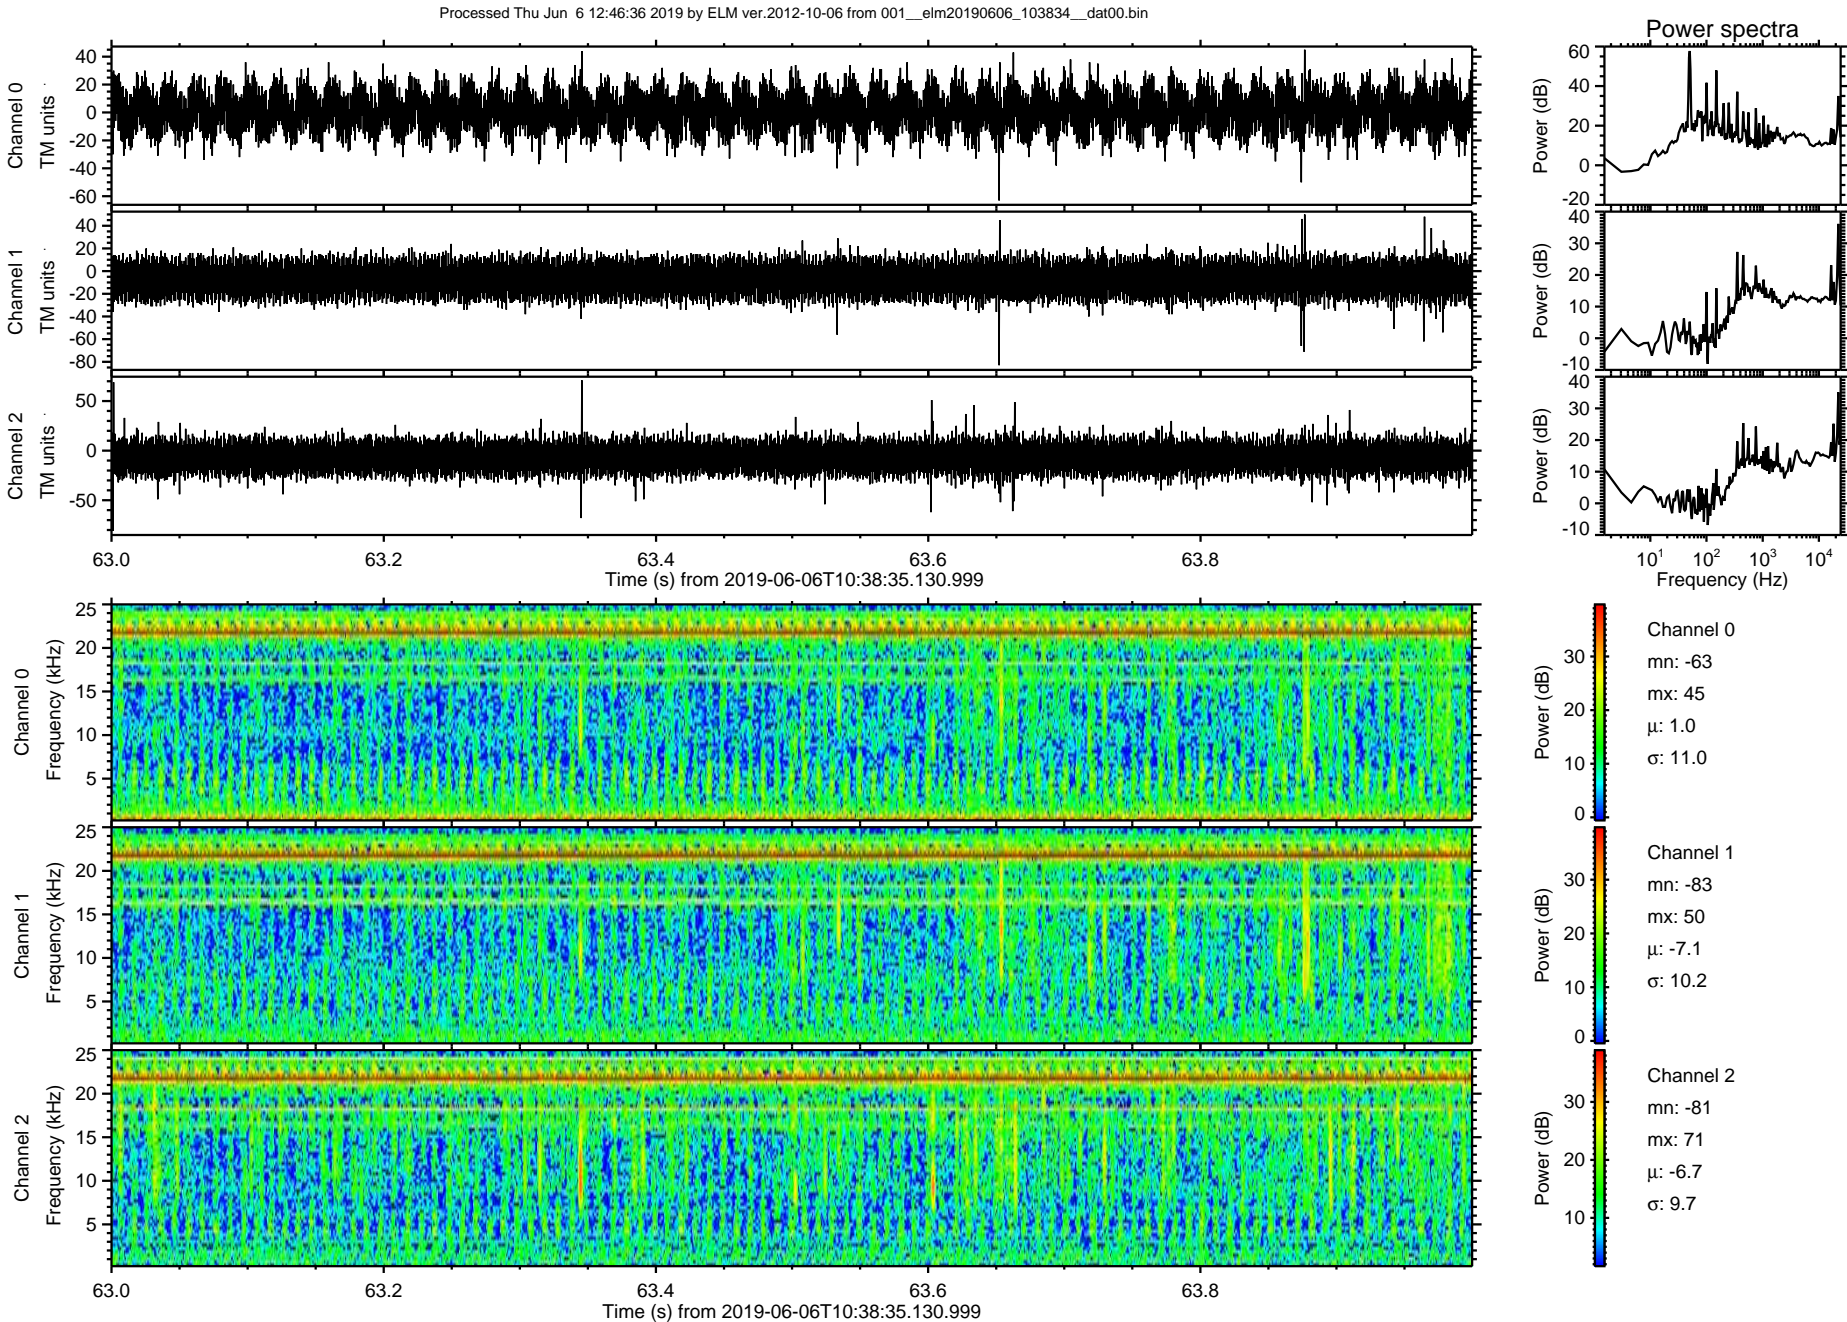 Processed Thu Jun 6 12:46:36 2019 by ELM ver.2012-10-06 from 001__elm20190606_103834__dat00.bin
Power spectra
Channel 0
TM units
40
20
0
-20
-40
-60
Power (dB)
60
40
20
0
-20
Channel 1
TM units
40
20
0
-20
-40
-60
-80
Power (dB)
40
30
20
10
0
-10
Channel 2
TM units
50
0
-50
Power (dB)
40
30
20
10
0
-10
63.0 63.2 63.4 63.6 63.8
Time (s) from 2019-06-06T10:38:35.130.999
10^1 10^2 10^3 10^4
Frequency (Hz)
Channel 0
Frequency (kHz)
25
20
15
10
5
Power (dB)
30
20
10
0
Channel 0
mn: -63
mx: 45
μ: 1.0
σ: 11.0
Channel 1
Frequency (kHz)
25
20
15
10
5
Power (dB)
30
20
10
0
Channel 1
mn: -83
mx: 50
μ: -7.1
σ: 10.2
Channel 2
Frequency (kHz)
25
20
15
10
5
Power (dB)
30
20
10
Channel 2
mn: -81
mx: 71
μ: -6.7
σ: 9.7
63.0 63.2 63.4 63.6 63.8
Time (s) from 2019-06-06T10:38:35.130.999